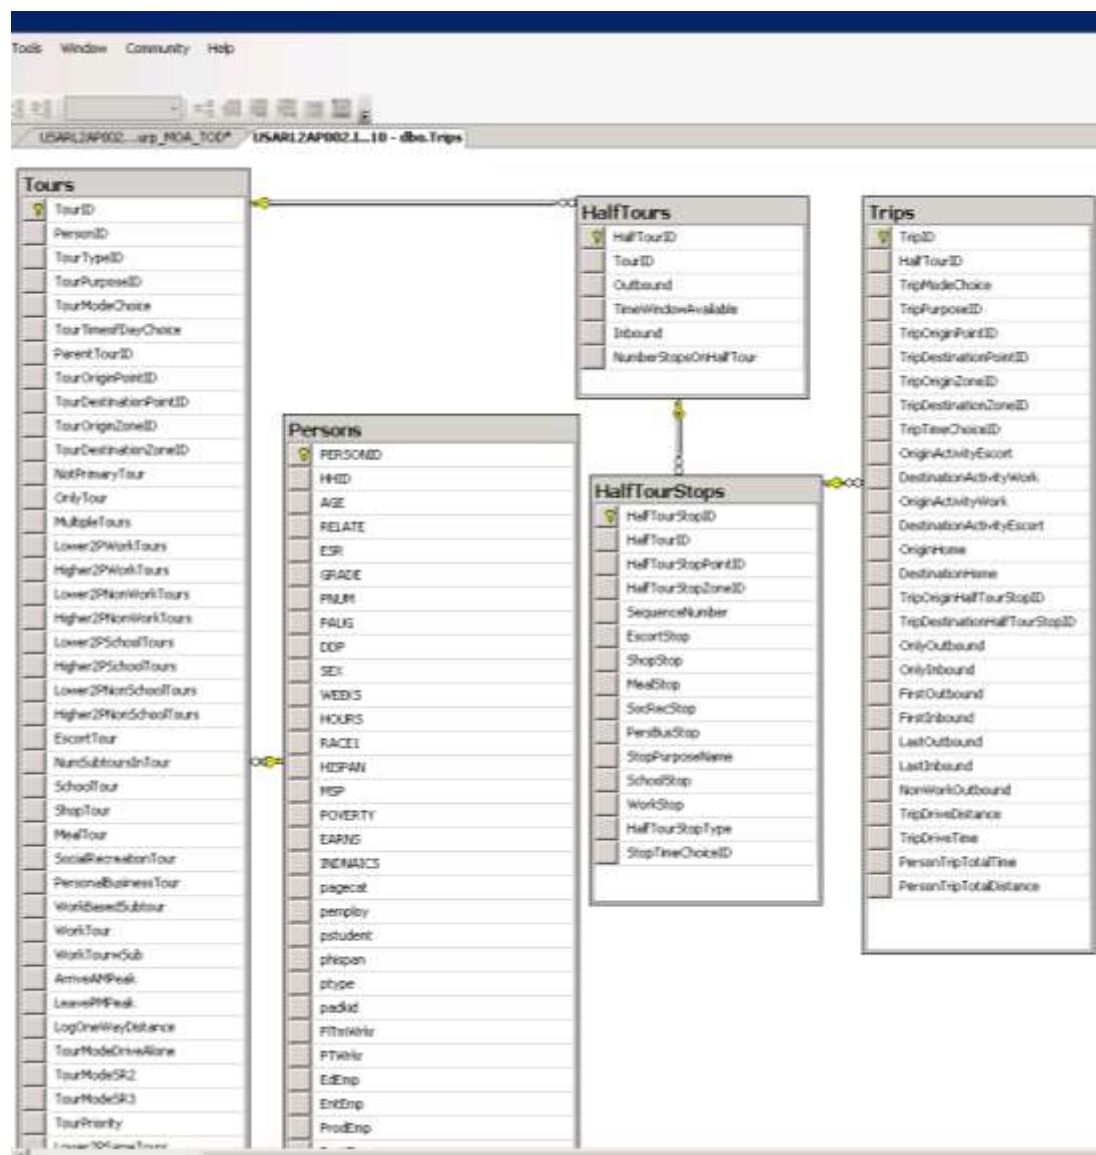 Tools Window Community Help
USARL2AP002...urp_MOA_TOD* USARL2AP002.I...10 - dbo.Trips
Tours
TourID
PersonID
TourTypeID
TourPurposeID
TourModeChoice
TourTimeofDayChoice
ParentTourID
TourOriginPointID
TourDestinationPointID
TourOriginZoneID
TourDestinationZoneID
NotPrimaryTour
OnlyTour
MultipleTours
Lower2PWorkTours
Higher2PWorkTours
Lower2PNonWorkTours
Higher2PNonWorkTours
Lower2PSchoolTours
Higher2PSchoolTours
Lower2PNonSchoolTours
Higher2PNonSchoolTours
EscortTour
NumSubtoursInTour
SchoolTour
ShopTour
MealTour
SocialRecreationTour
PersonalBusinessTour
WorkBasedSubtour
WorkTour
WorkTourwSub
ArriveAMPeak
LeavePMPeak
LogOneWayDistance
TourModeDriveAlone
TourModeSR2
TourModeSR3
TourPriority
Persons
PERSONID
HHID
AGE
RELATE
ESR
GRADE
PNUM
PAUG
DDP
SEX
WEEKS
HOURS
RACE1
HISPAN
MSP
POVERTY
EARNS
INDNAICS
pagecat
pemploy
pstudent
phispan
ptype
padkid
PTWrkr
EdEmp
EntEmp
ProdEmp
HalfTours
HalfTourID
TourID
Outbound
TimeWindowAvailable
Inbound
NumberStopsOnHalfTour
HalfTourStops
HalfTourStopID
HalfTourID
HalfTourStopPointID
HalfTourStopZoneID
SequenceNumber
EscortStop
ShopStop
MealStop
SocRecStop
PersBusStop
StopPurposeName
SchoolStop
WorkStop
HalfTourStopType
StopTimeChoiceID
Trips
TripID
HalfTourID
TripModeChoice
TripPurposeID
TripOriginPointID
TripDestinationPointID
TripOriginZoneID
TripDestinationZoneID
TripTimeChoiceID
OriginActivityEscort
DestinationActivityWork
OriginActivityWork
DestinationActivityEscort
OriginHome
DestinationHome
TripOriginHalfTourStopID
TripDestinationHalfTourStopID
OnlyOutbound
OnlyInbound
FirstOutbound
FirstInbound
LastOutbound
LastInbound
NonWorkOutbound
TripDriveDistance
TripDriveTime
PersonTripTotalTime
PersonTripTotalDistance